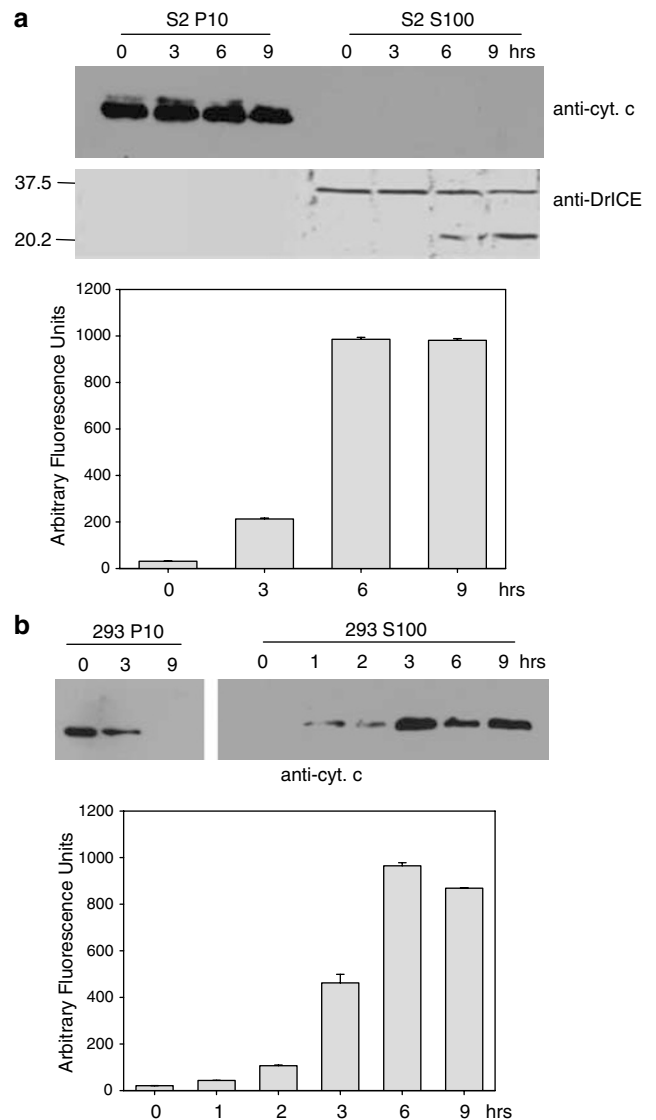 a
S2 P10 S2 S100
0 3 6 9 0 3 6 9 hrs
anti-cyt. c
37.5
anti-DrICE
20.2
1200
1000
800
600
400
200
0
Arbitrary Fluorescence Units
0 3 6 9 hrs
b
293 P10 293 S100
0 3 9 0 1 2 3 6 9 hrs
anti-cyt. c
1200
1000
800
600
400
200
0
Arbitrary Fluorescence Units
0 1 2 3 6 9 hrs